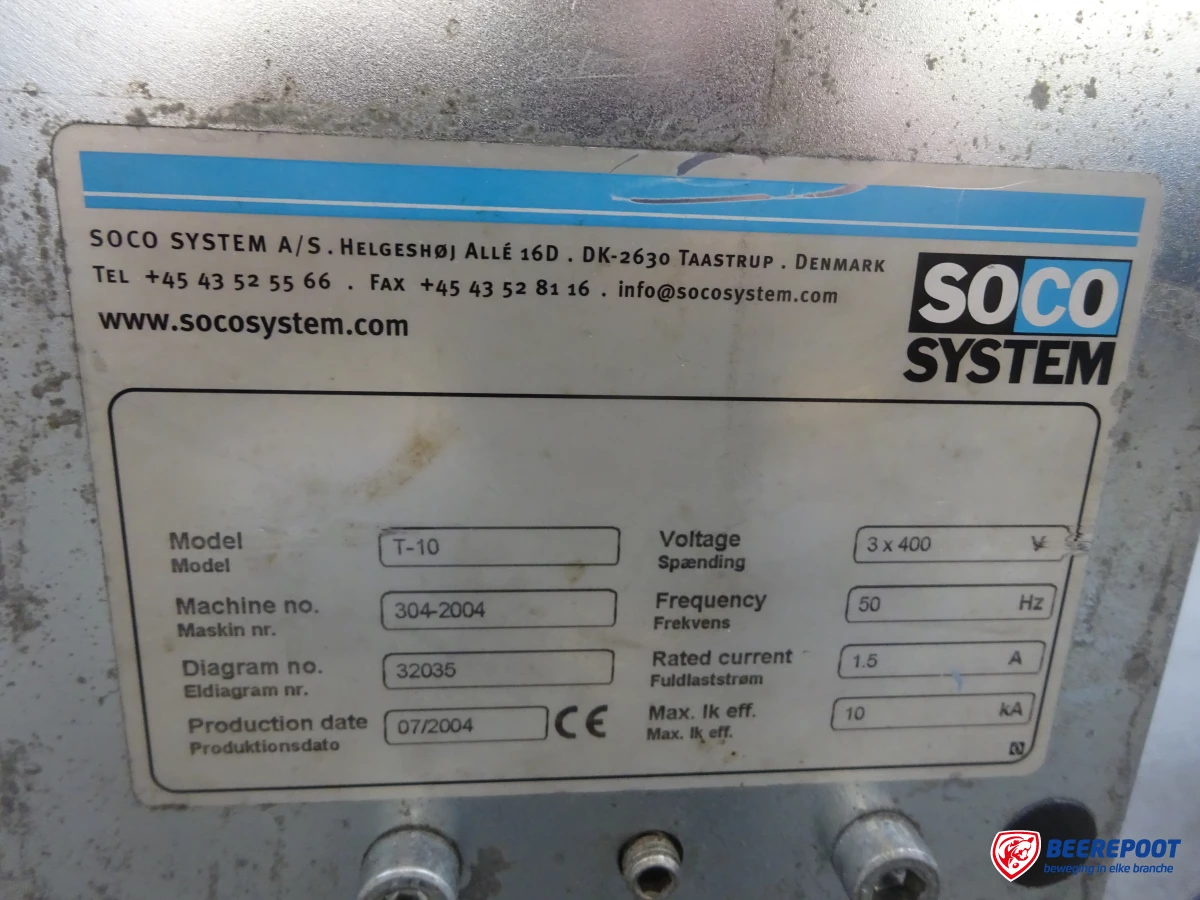 SOCO SYSTEM A/S . HELGESHØJ ALLÉ 16D . DK-2630 TAASTRUP . DENMARK
TEL +45 43 52 55 66 . FAX +45 43 52 81 16 . info@socosystem.com
www.socosystem.com
SOCO
SYSTEM
Model T-10
Model
Machine no. 304-2004
Maskin nr.
Diagram no. 32035
Eldiagram nr.
Production date 07/2004 CE
Produktionsdato
Voltage 3 x 400 V
Spænding
Frequency 50 Hz
Frekvens
Rated current 1.5 A
Fuldlaststrøm
Max. Ik eff. 10 kA
Max. Ik eff.
BEEREPOOT
beweging in elke branche